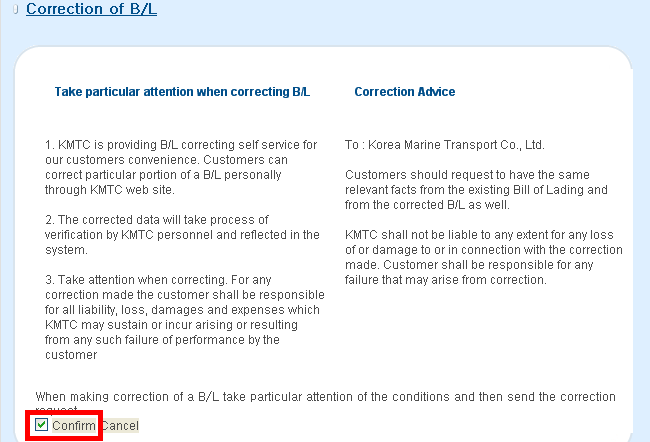 Correction of B/L
Take particular attention when correcting B/L
1. KMTC is providing B/L correcting self service for
our customers convenience. Customers can
correct particular portion of a B/L personally
through KMTC web site.
2. The corrected data will take process of
verification by KMTC personnel and reflected in the
system.
3. Take attention when correcting. For any
correction made the customer shall be responsible
for all liability, loss, damages and expenses which
KMTC may sustain or incur arising or resulting
from any such failure of performance by the
customer
Correction Advice
To : Korea Marine Transport Co., Ltd.
Customers should request to have the same
relevant facts from the existing Bill of Lading and
from the corrected B/L as well.
KMTC shall not be liable to any extent for any loss
of or damage to or in connection with the correction
made. Customer shall be responsible for any
failure that may arise from correction.
When making correction of a B/L take particular attention of the conditions and then send the correction
request
Confirm Cancel